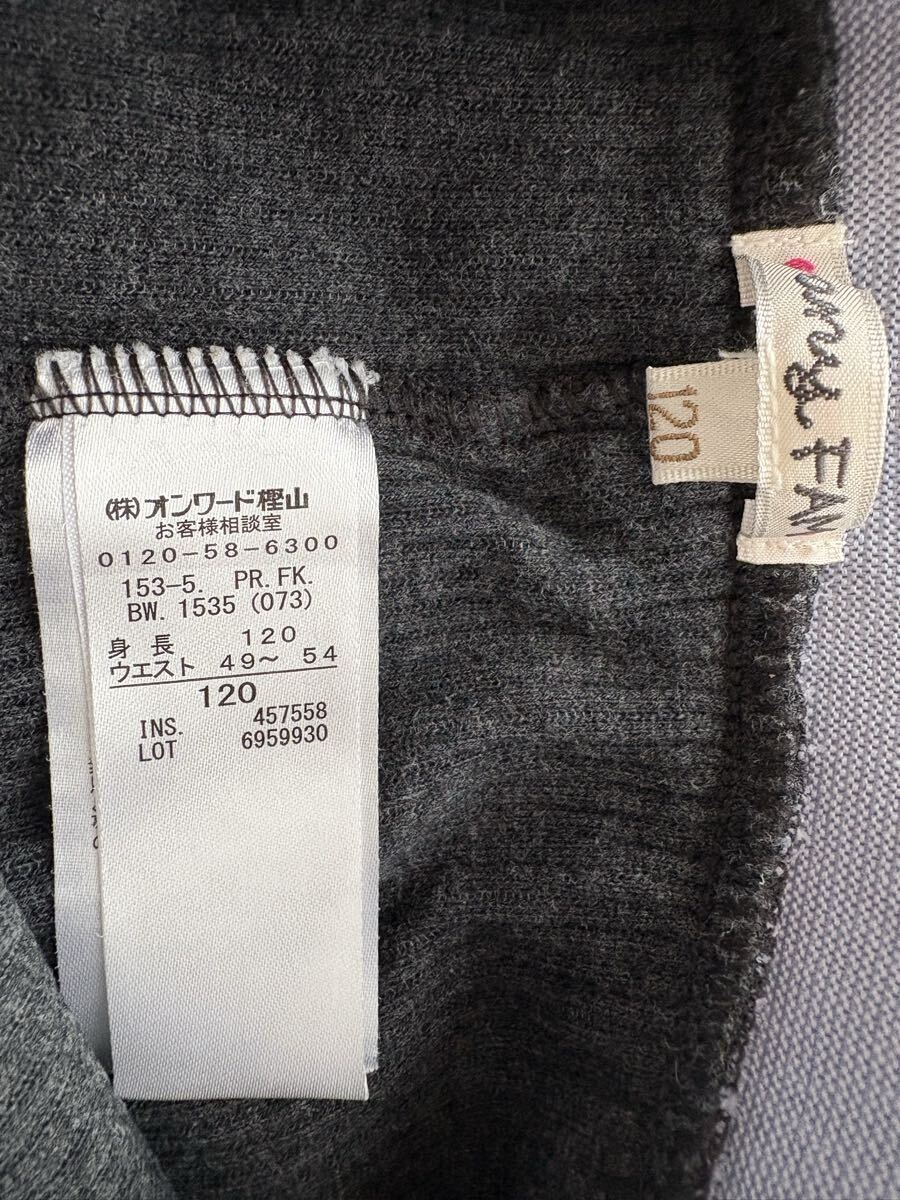 (株)オンワード樫山
お客様相談室
0120-58-6300
153-5. PR.FK.
BW. 1535 (073)
身長 120
ウエスト 49〜 54
120
INS. 457558
LOT 6959930
120
FAM